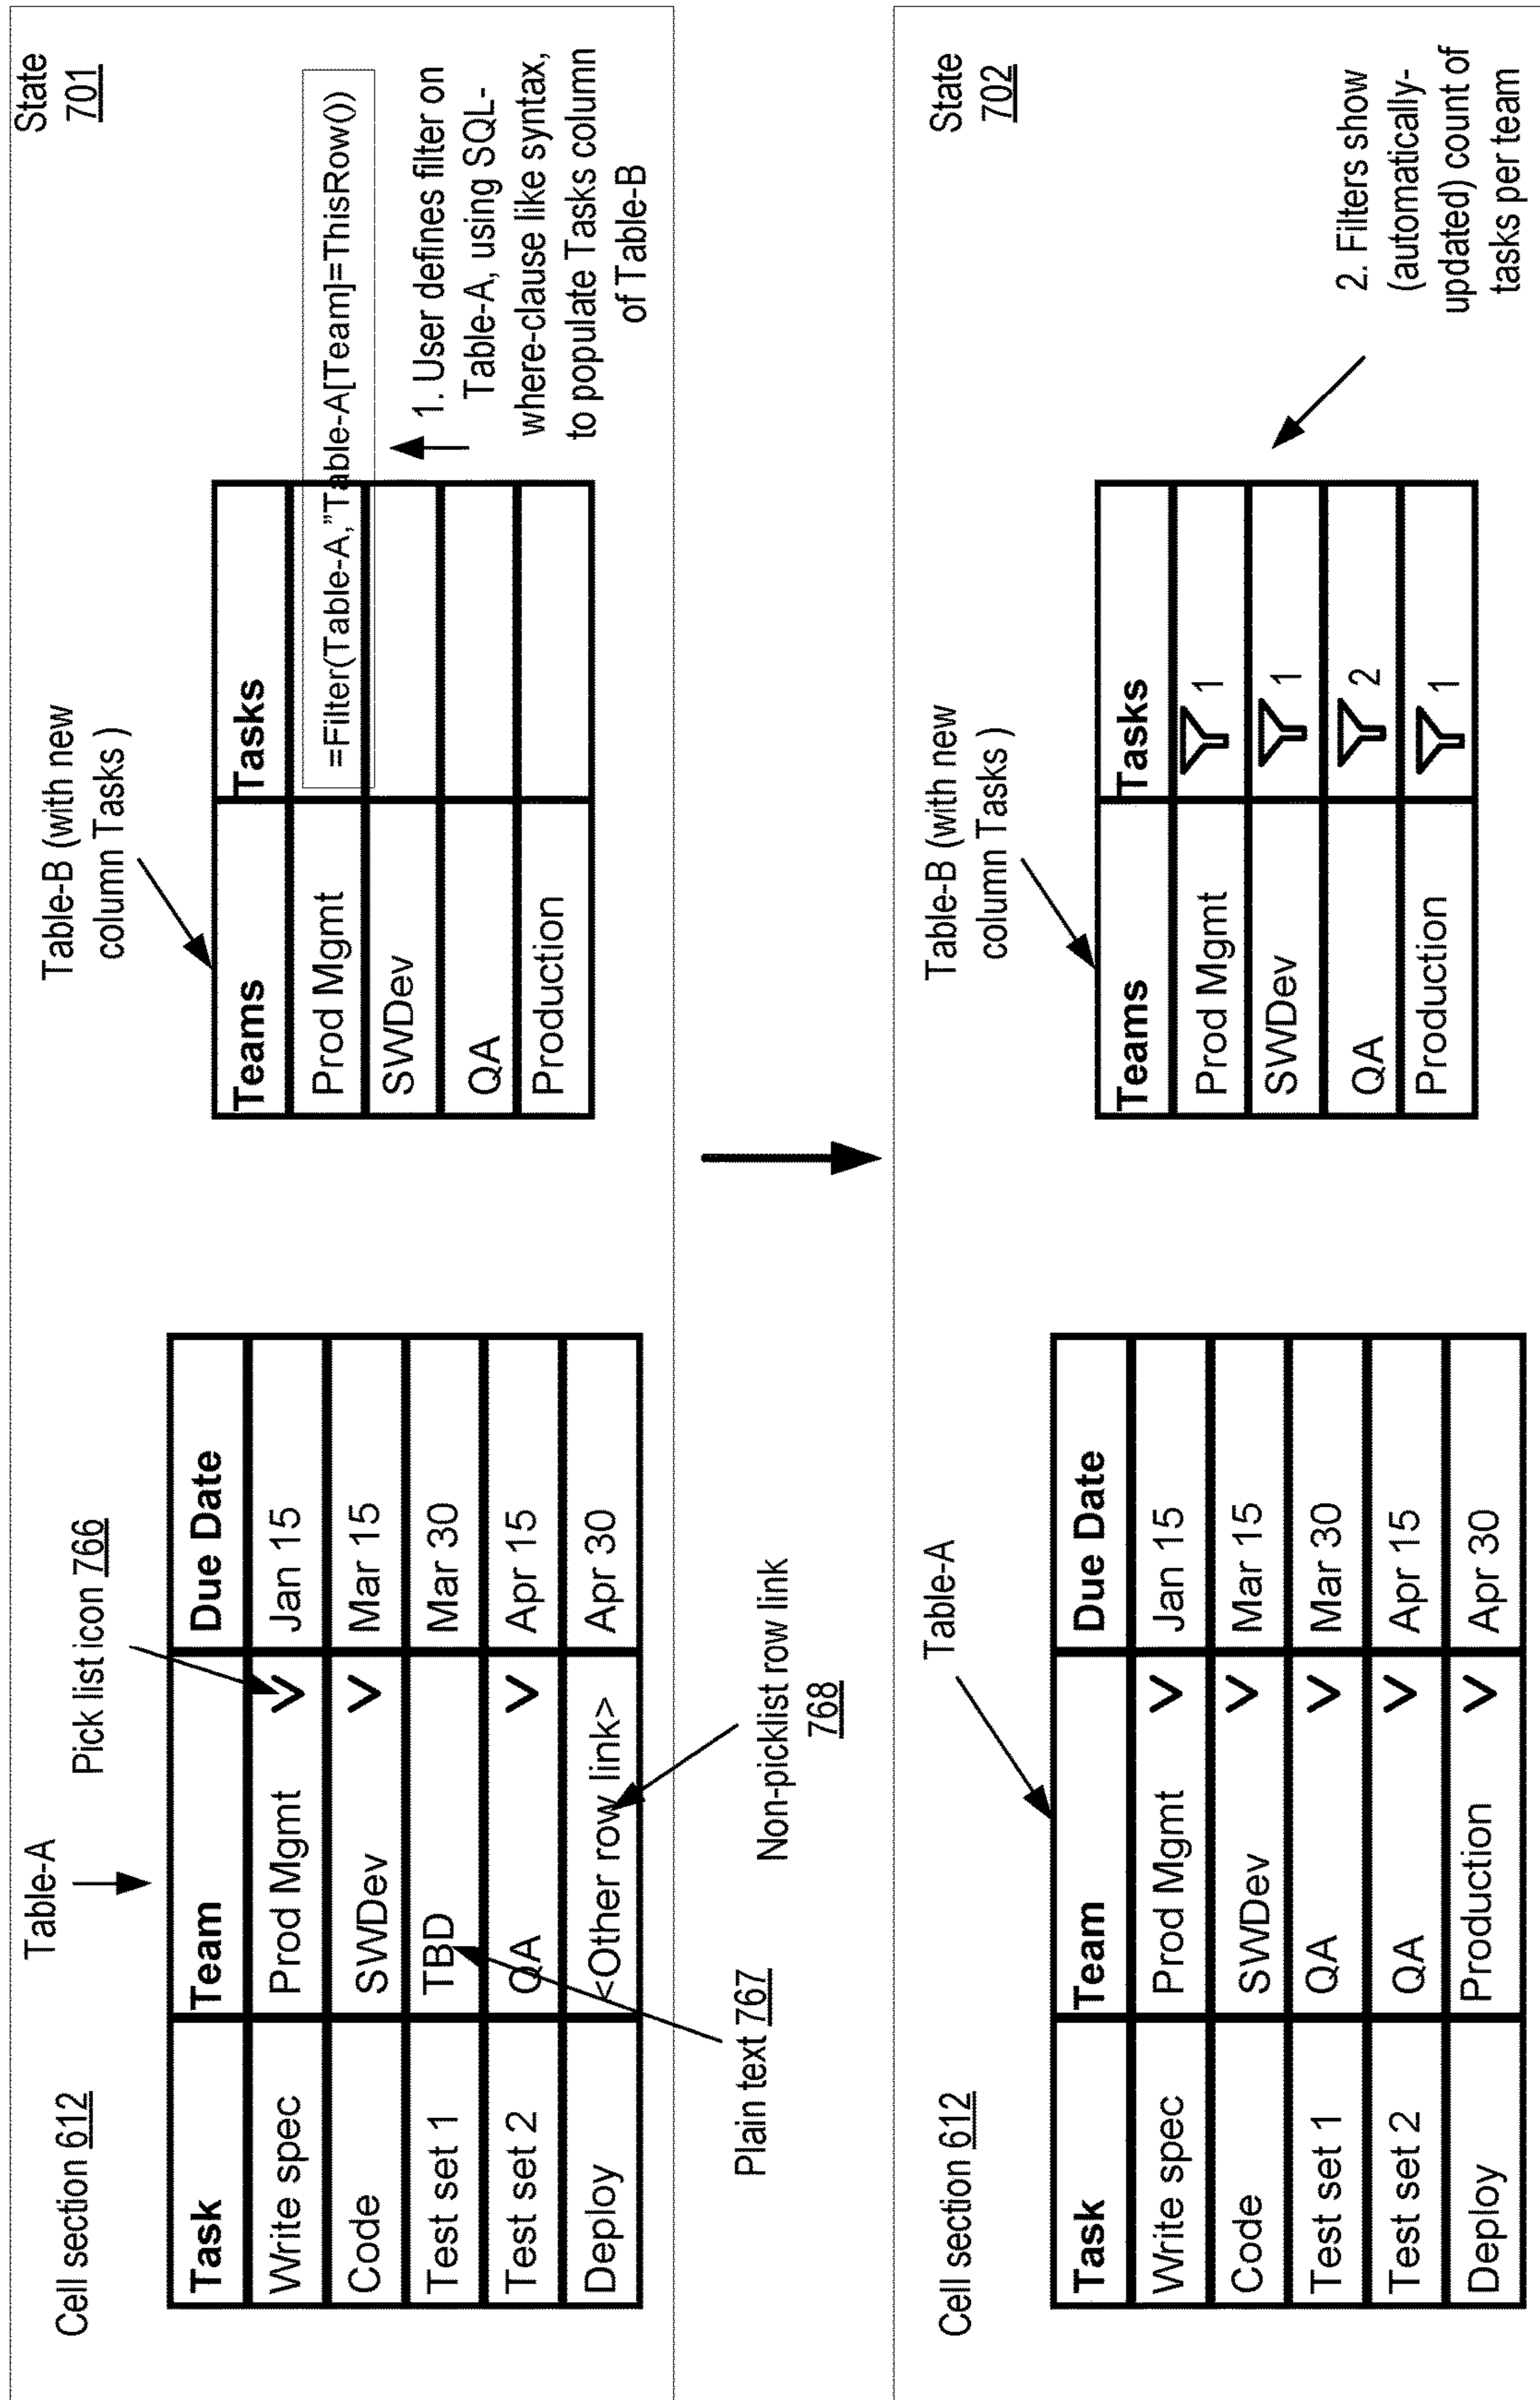 State
701
Cell section 612
Table-A
Pick list icon 766
Task Team Due Date
Write spec Prod Mgmt V Jan 15
Code SWDev V Mar 15
Test set 1 TBD Mar 30
Test set 2 QA V Apr 15
Deploy <Other row link> Apr 30
Plain text 767
Non-picklist row link
768
Table-B (with new
column Tasks )
Teams Tasks
Prod Mgmt =Filter(Table-A,”Table-A[Team]=ThisRow())
SWDev
QA
Production
1. User defines filter on
Table-A, using SQL-
where-clause like syntax,
to populate Tasks column
of Table-B
State
702
Cell section 612
Table-A
Task Team Due Date
Write spec Prod Mgmt V Jan 15
Code SWDev V Mar 15
Test set 1 QA V Mar 30
Test set 2 QA V Apr 15
Deploy Production V Apr 30
Table-B (with new
column Tasks )
Teams Tasks
Prod Mgmt 1
SWDev 1
QA 2
Production 1
2. Filters show
(automatically-
updated) count of
tasks per team